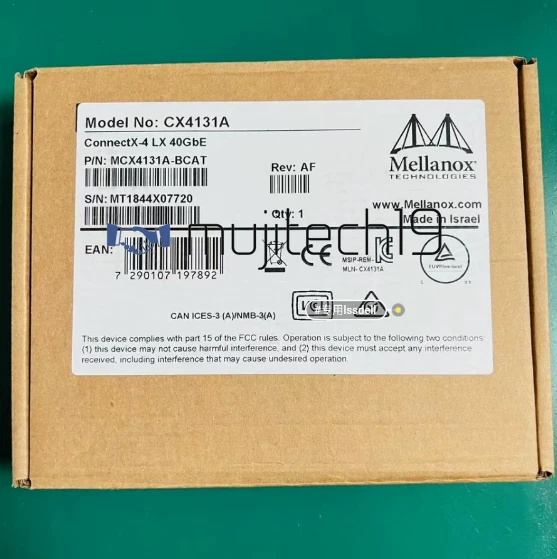 Model No: CX4131A
ConnectX-4 LX 40GbE
P/N: MCX4131A-BCAT
Rev: AF
Mellanox
TECHNOLOGIES
S/N: MT1844X07720
Qty: 1
www.Mellanox.com
Made in Israel
mujitech19
EAN:
7 290107 197892
CE
MSIP-REM-
MLN- CX4131A
CAN ICES-3 (A)/NMB-3(A)
This device complies with part 15 of the FCC rules. Operation is subject to the following two conditions:
(1) this device may not cause harmful interference, and (2) this device must accept any interference
received, including interference that may cause undesired operation.